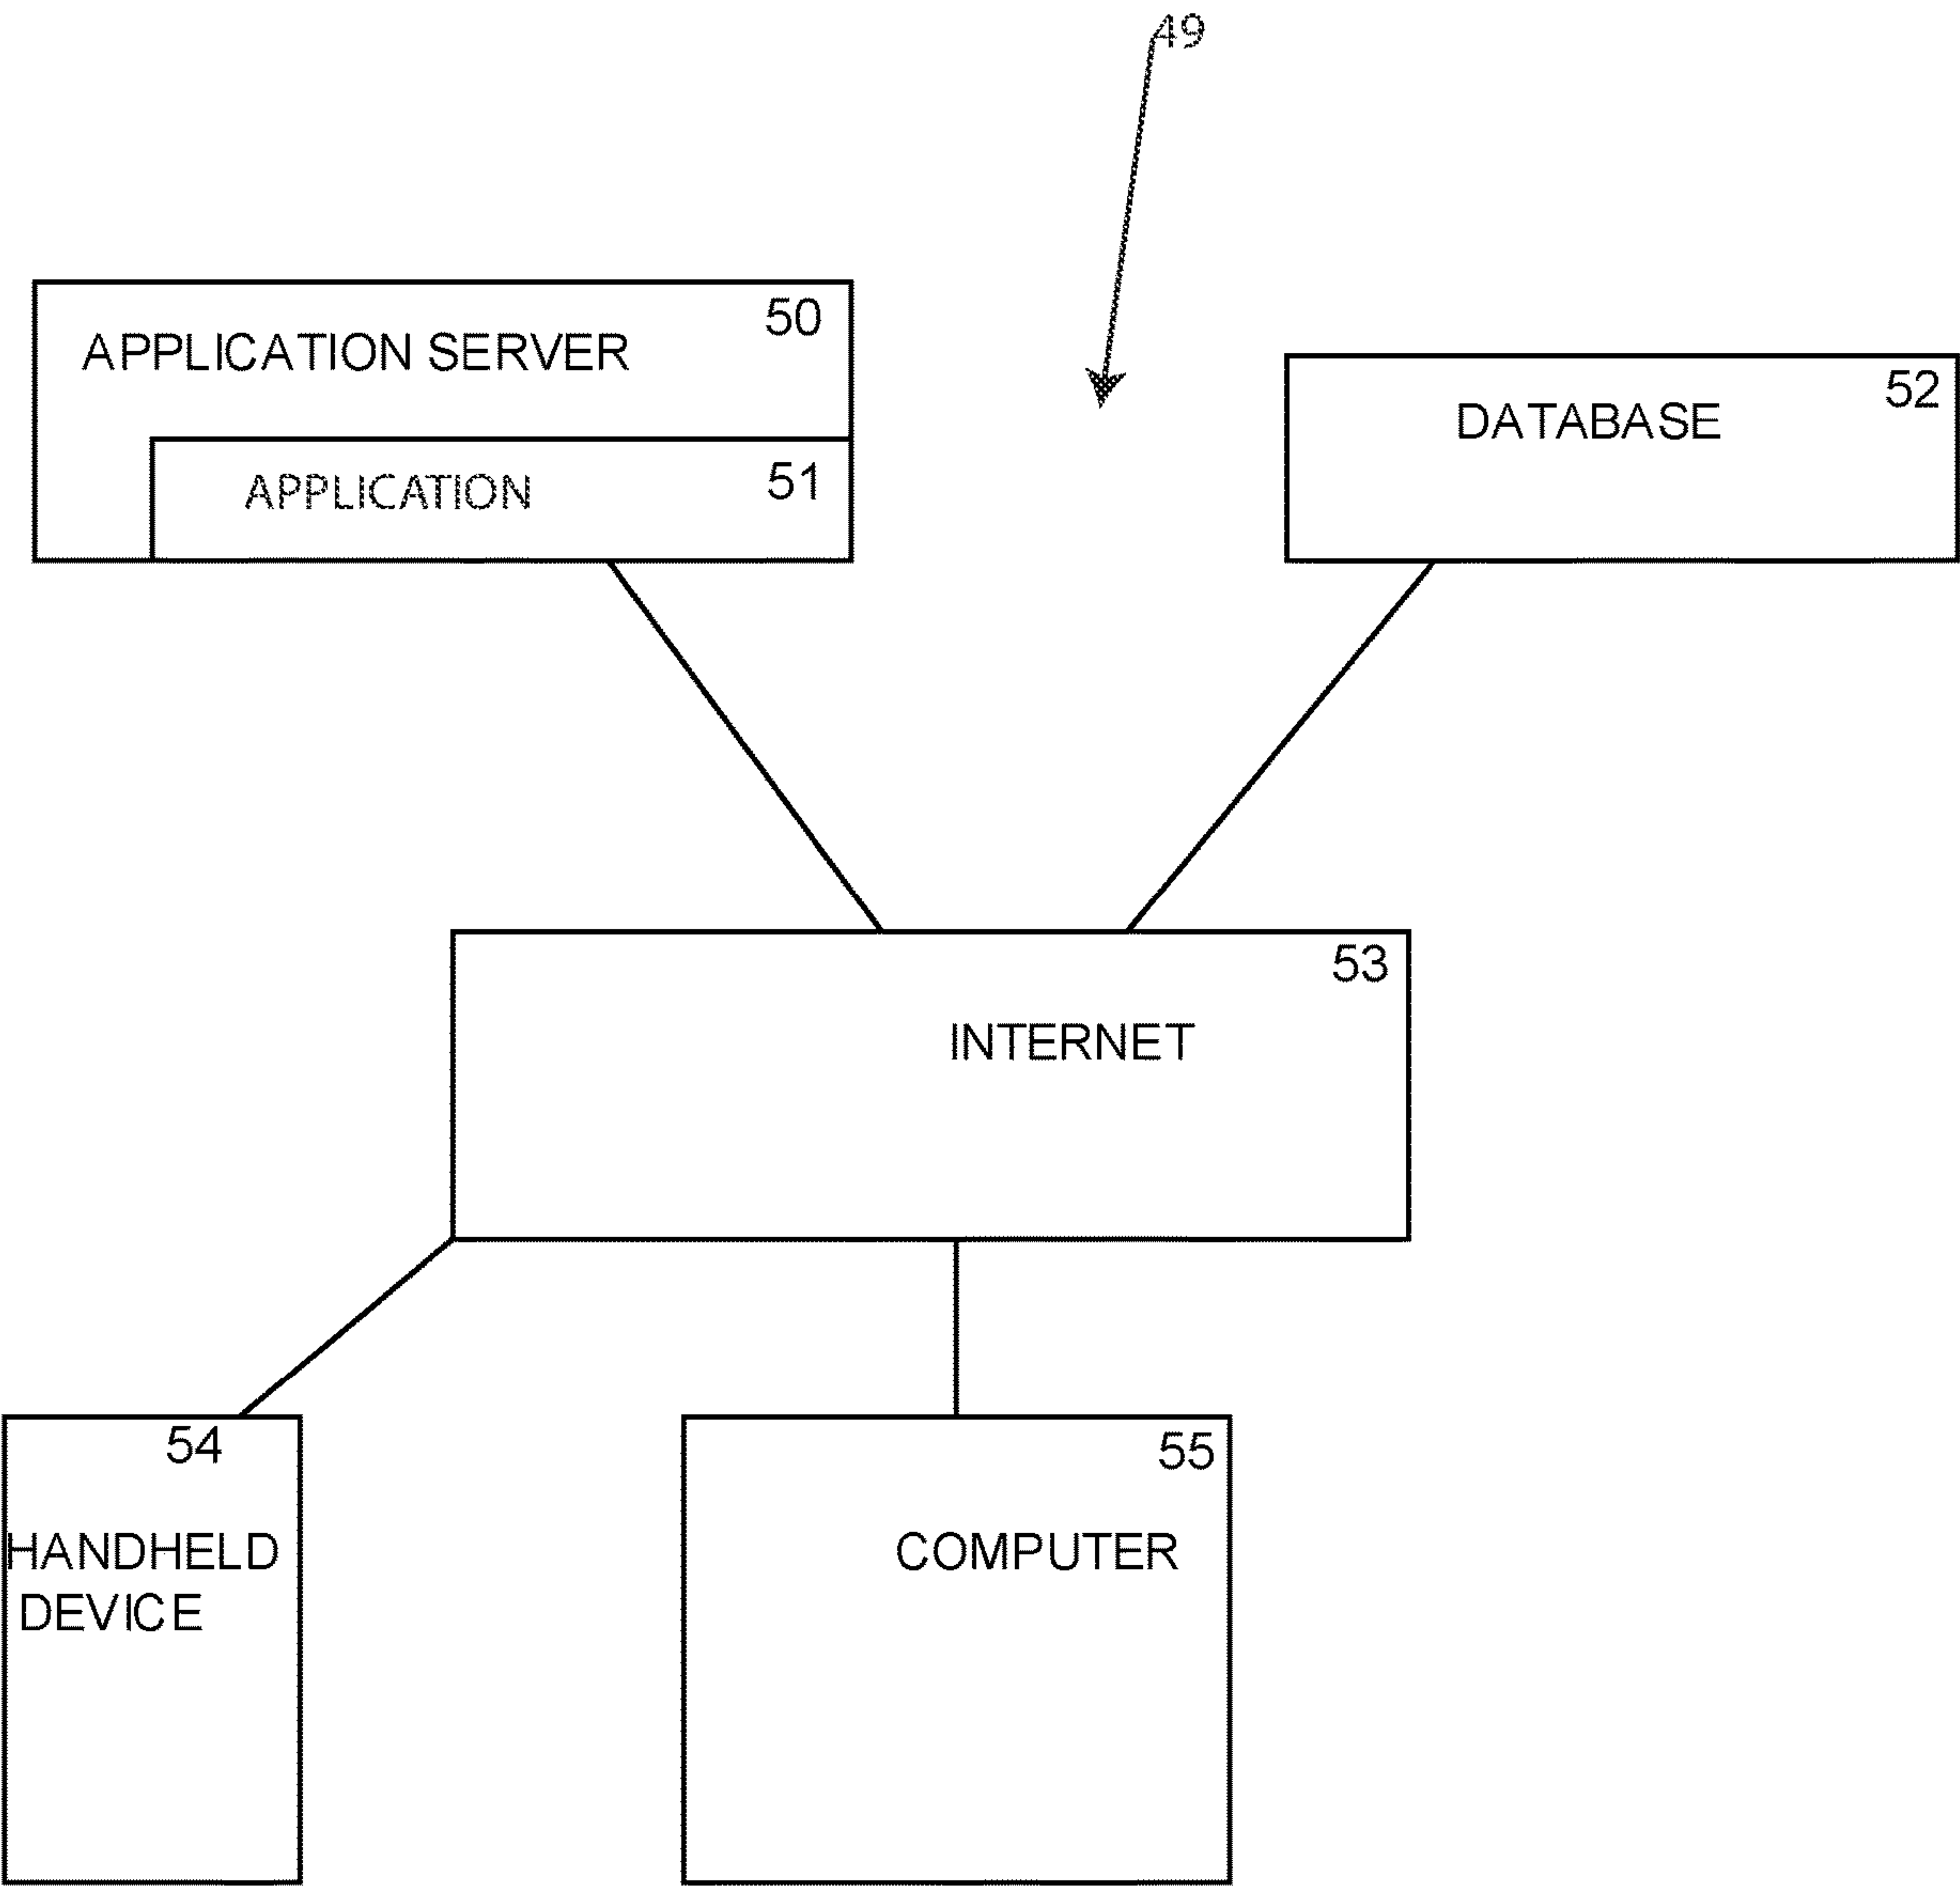 49
50
APPLICATION SERVER
52
DATABASE
51
APPLICATION
53
INTERNET
54
HANDHELD
DEVICE
55
COMPUTER